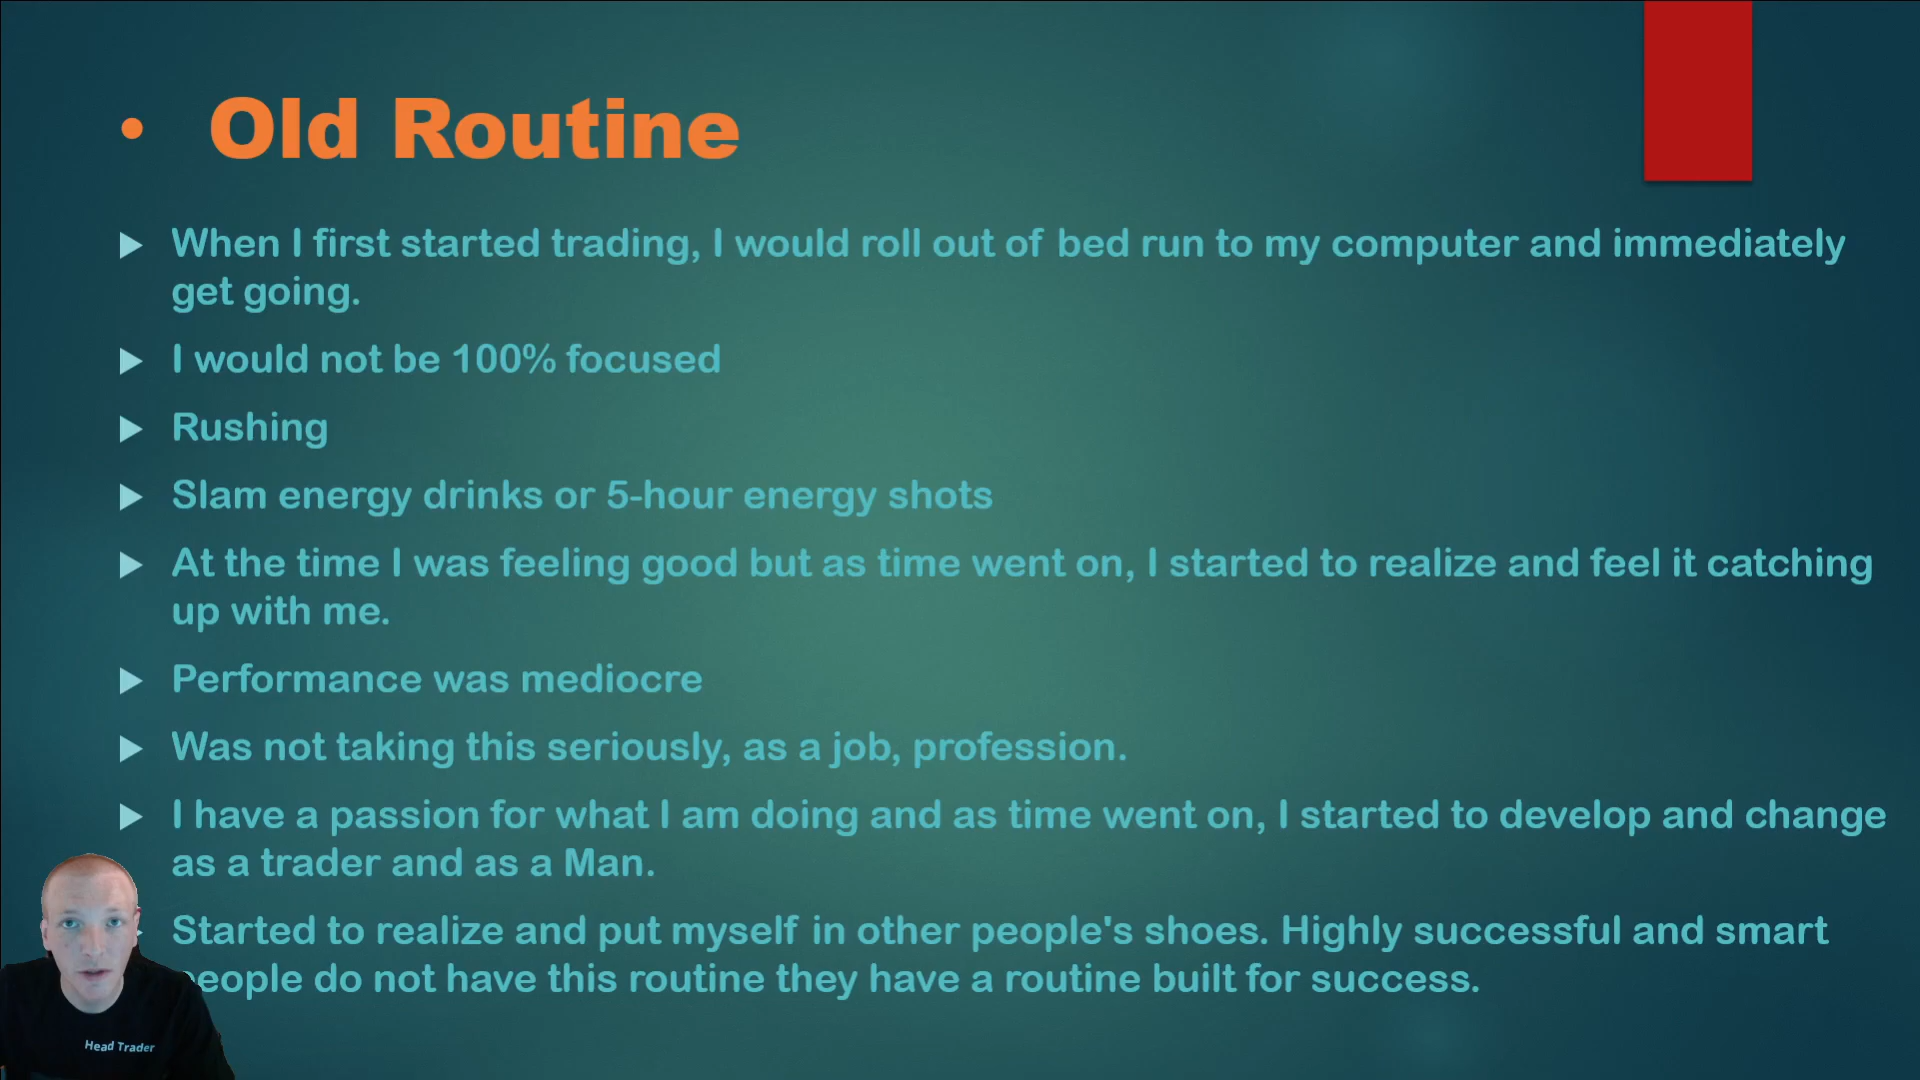 • Old Routine
When I first started trading, I would roll out of bed run to my computer and immediately
get going.
I would not be 100% focused
Rushing
Slam energy drinks or 5-hour energy shots
At the time I was feeling good but as time went on, I started to realize and feel it catching
up with me.
Performance was mediocre
Was not taking this seriously, as a job, profession.
I have a passion for what I am doing and as time went on, I started to develop and change
as a trader and as a Man.
Started to realize and put myself in other people's shoes. Highly successful and smart
people do not have this routine they have a routine built for success.
Head Trader